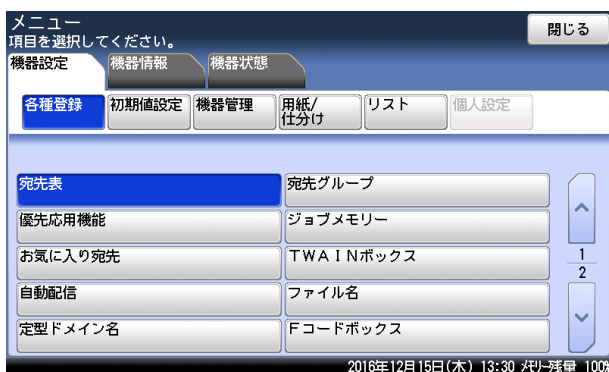 メニュー
項目を選択してください。
閉じる
機器設定
機器情報
機器状態
各種登録
初期値設定
機器管理
用紙/
仕分け
リスト
個人設定
宛先表
宛先グループ
優先応用機能
ジョブメモリー
お気に入り宛先
ＴＷＡＩＮボックス
1
2
自動配信
ファイル名
定型ドメイン名
Ｆコードボックス
2016年12月15日(木) 13:30 ﾒﾓﾘｰ残量 100%